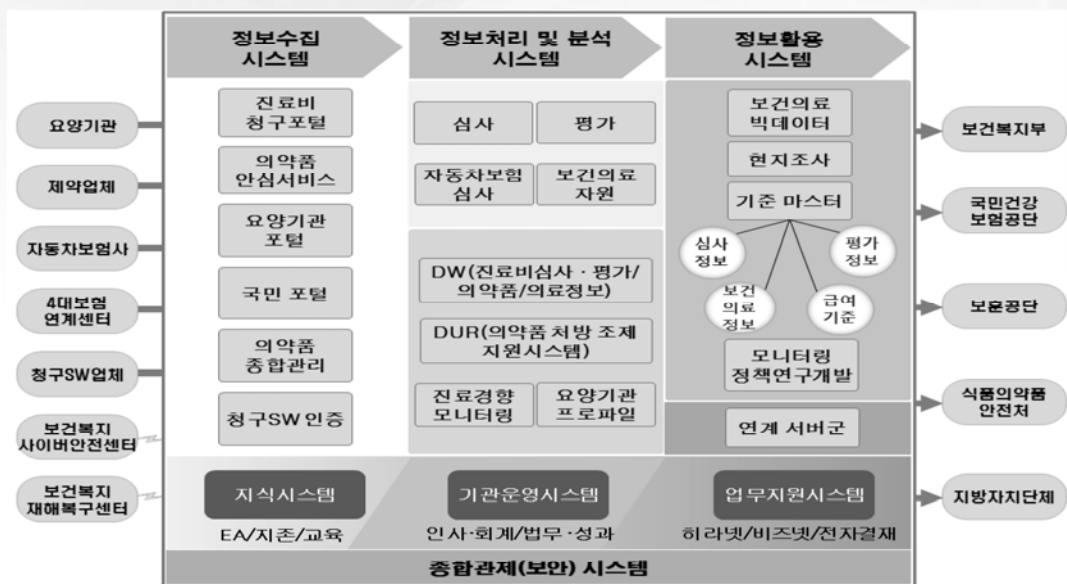 정보수집
시스템
정보처리 및 분석
시스템
정보활용
시스템
요양기관
제약업체
자동차보험사
4대보험
연계센터
청구SW업체
보건복지
사이버안전센터
보건복지
재해복구센터
진료비
청구포털
의약품
안심서비스
요양기관
포털
국민 포털
의약품
종합관리
청구SW 인증
심사
평가
자동차보험
심사
보건의료
자원
DW(진료비심사·평가/
의약품/의료정보)
DUR(의약품 처방 조제
지원시스템)
진료경향
모니터링
요양기관
프로파일
보건의료
빅데이터
현지조사
기준 마스터
심사
정보
평가
정보
보건
의료
정보
급여
기준
모니터링
정책연구개발
연계 서버군
보건복지부
국민건강
보험공단
보훈공단
식품의약품
안전처
지방자치단체
지식시스템
EA/지존/교육
기관운영시스템
인사·회계/법무·성과
업무지원시스템
히라넷/비즈넷/전자결재
종합관제(보안) 시스템